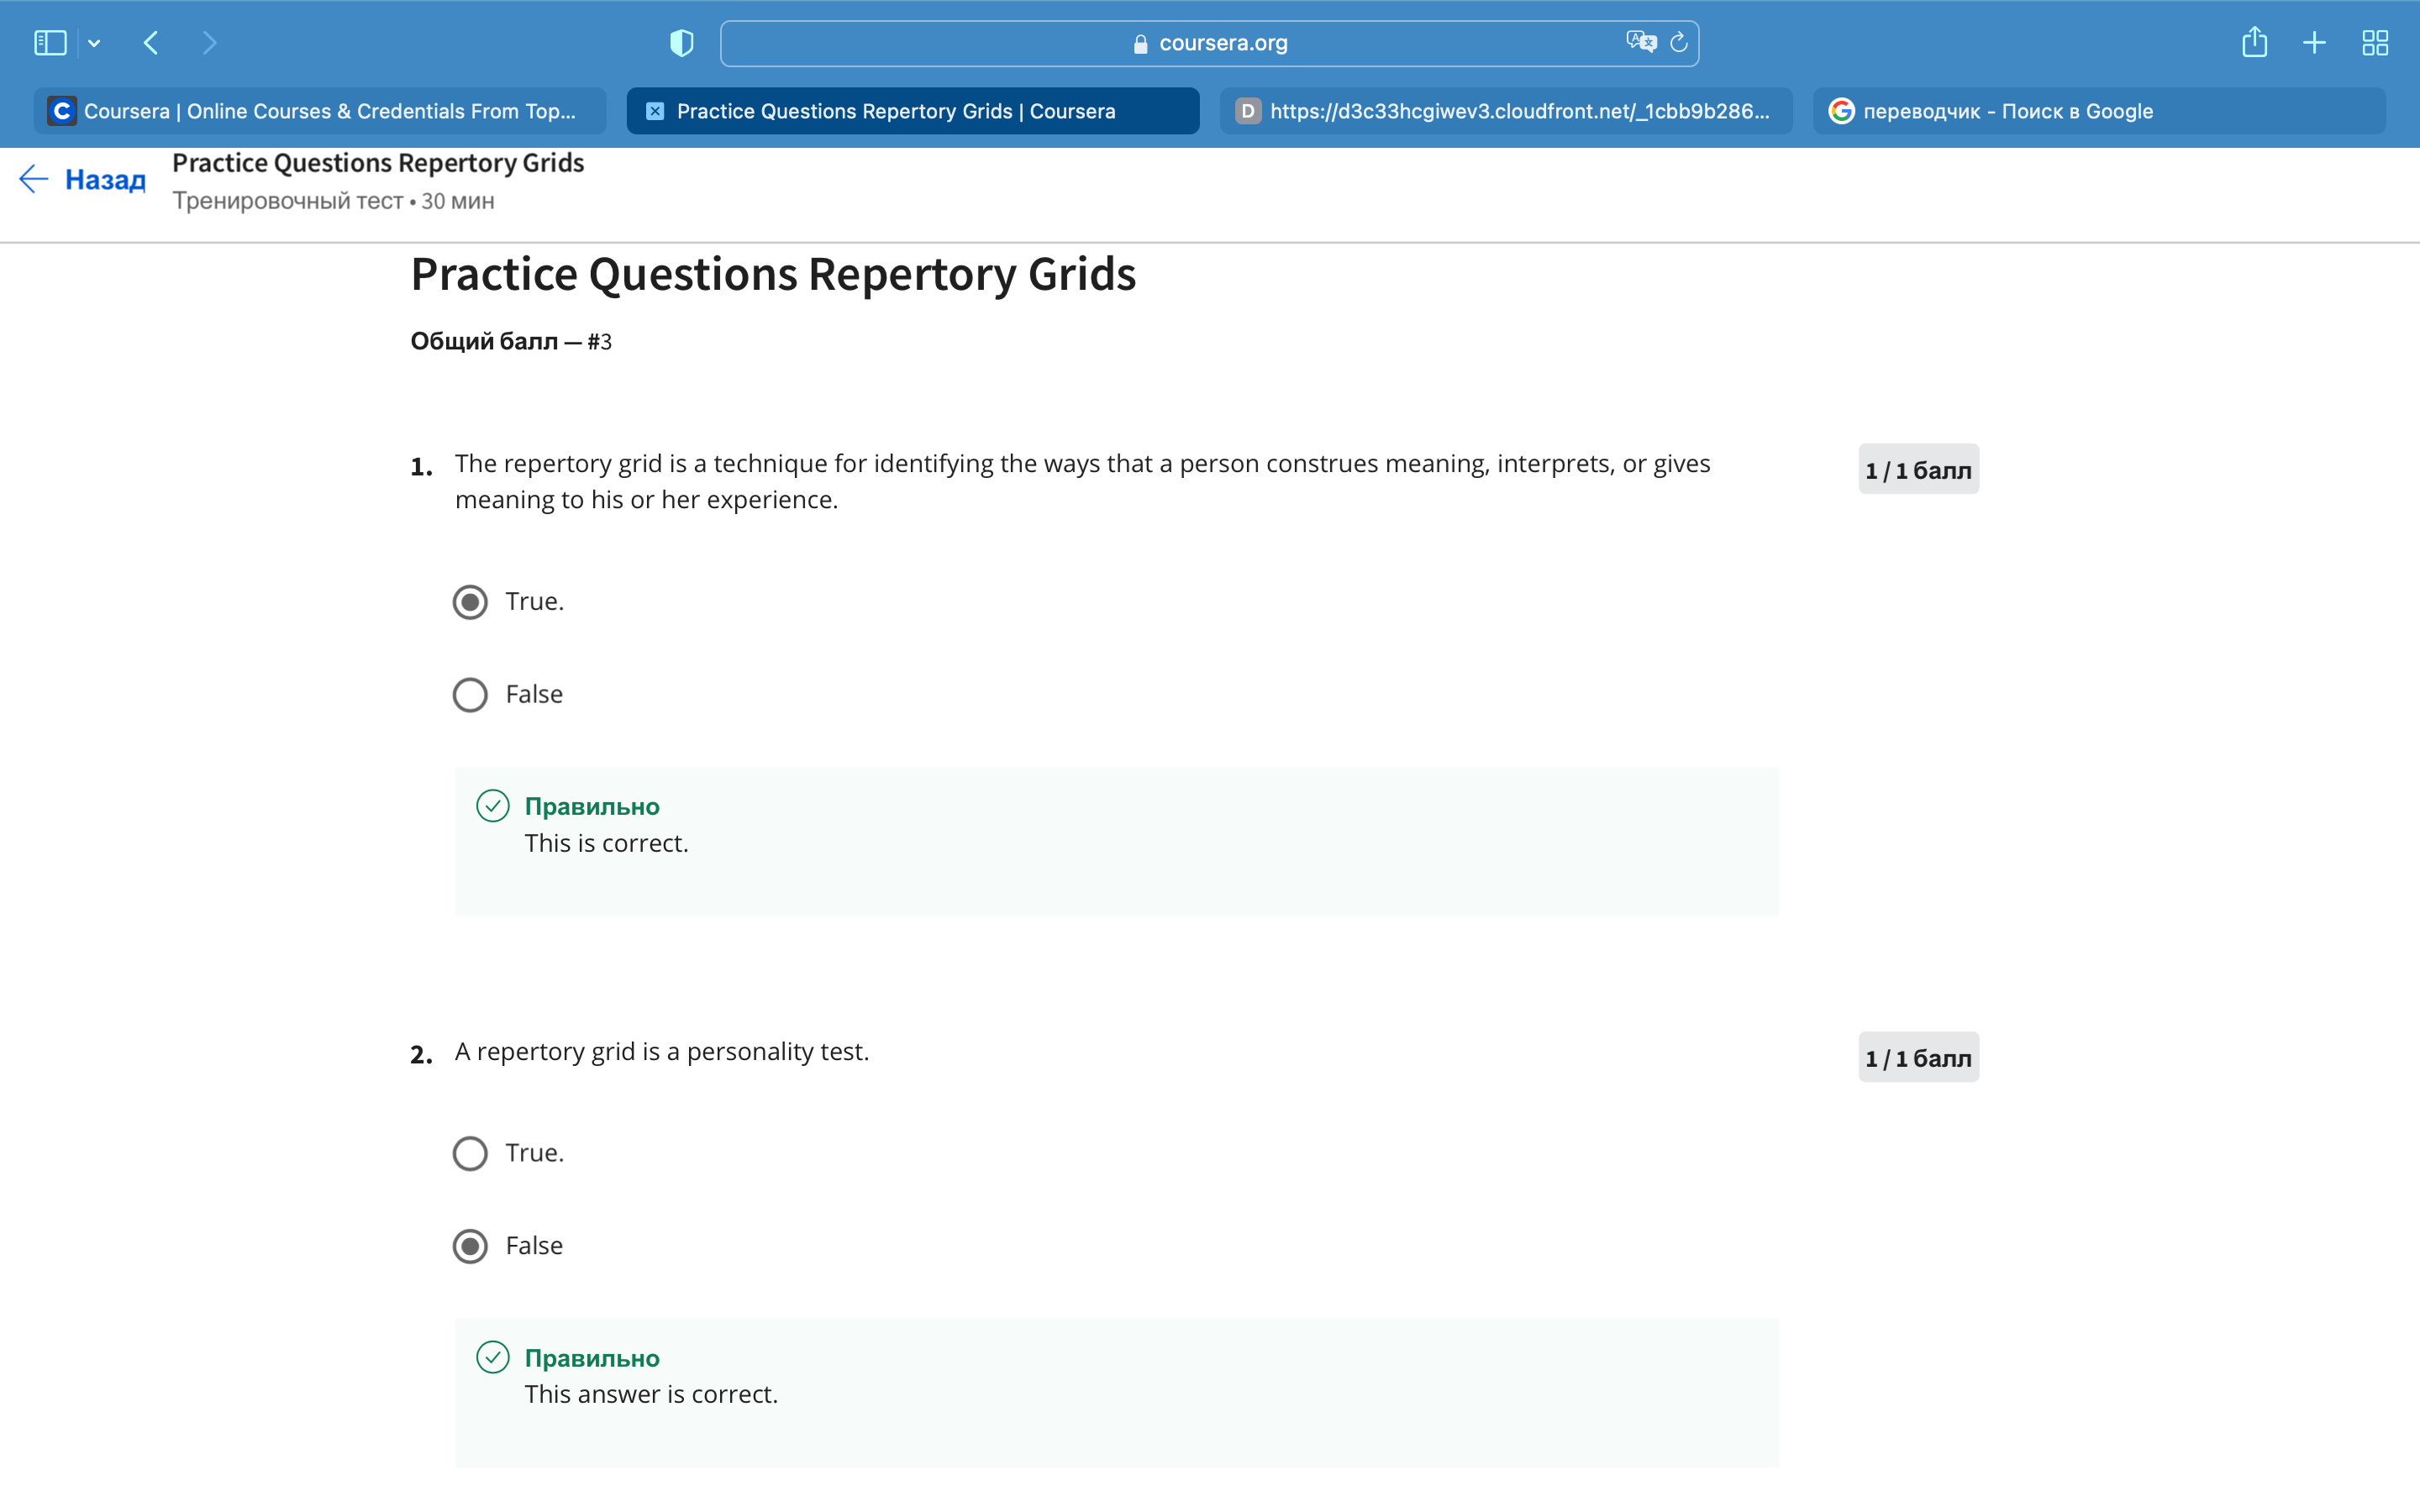 coursera.org
Coursera | Online Courses & Credentials From Top...
Practice Questions Repertory Grids | Coursera
D https://d3c33hcgiwev3.cloudfront.net/_1cbb9b286...
переводчик - Поиск в Google
Назад
Practice Questions Repertory Grids
Тренировочный тест • 30 мин
Practice Questions Repertory Grids
Общий балл — #3
1. The repertory grid is a technique for identifying the ways that a person construes meaning, interprets, or gives
meaning to his or her experience.
1 / 1 балл
True.
False
Правильно
This is correct.
2. A repertory grid is a personality test.
1 / 1 балл
True.
False
Правильно
This answer is correct.